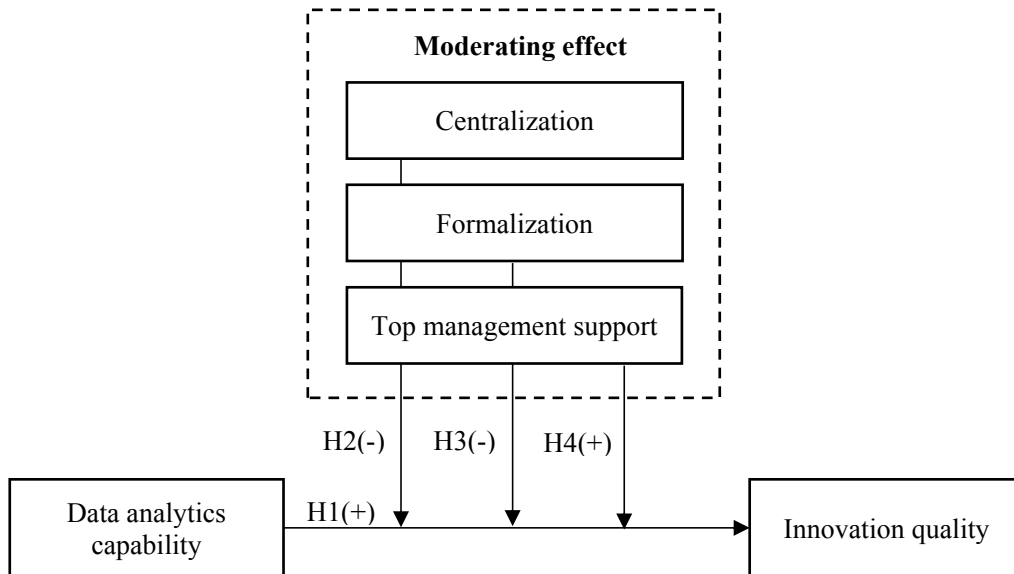 Moderating effect
Centralization
Formalization
Top management support
H2(-)
H3(-)
H4(+)
H1(+)
Data analytics
capability
Innovation quality